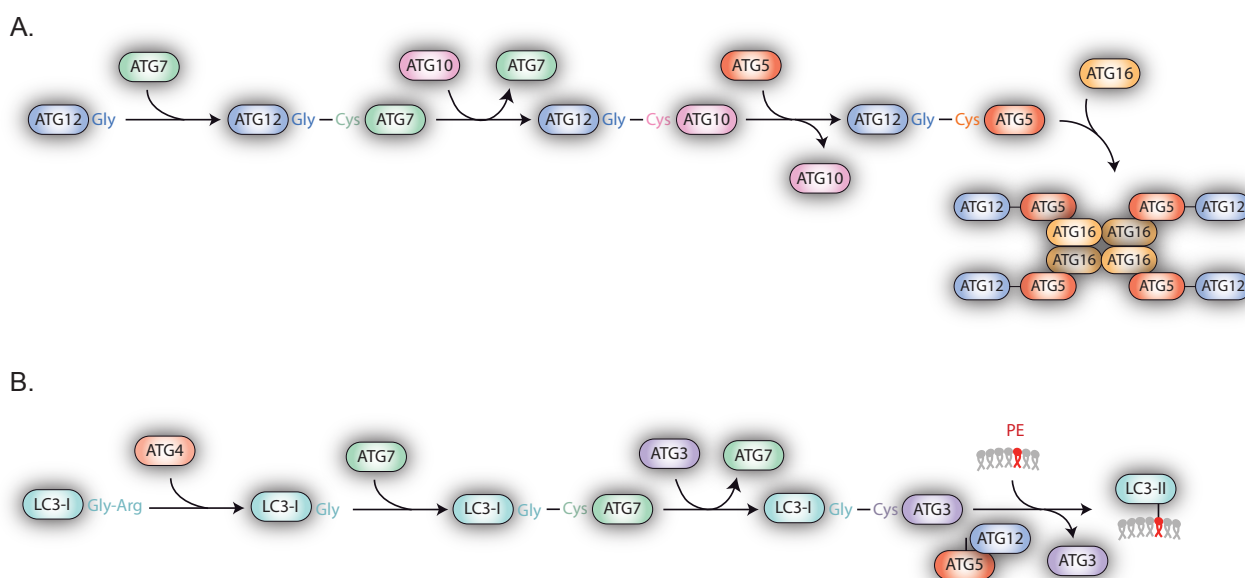 A.
ATG7 ATG10 ATG7 ATG5 ATG16
ATG12 Gly ATG12 Gly Cys ATG7 ATG12 Gly Cys ATG10 ATG12 Gly Cys ATG5
ATG10
ATG12 ATG5 ATG5 ATG12
ATG16 ATG16
ATG16 ATG16
ATG12 ATG5 ATG5 ATG12
B.
PE
ATG4 ATG7 ATG3 ATG7
LC3-II
LC3-I Gly-Arg LC3-I Gly LC3-I Gly Cys ATG7 LC3-I Gly Cys ATG3
ATG12
ATG5 ATG3